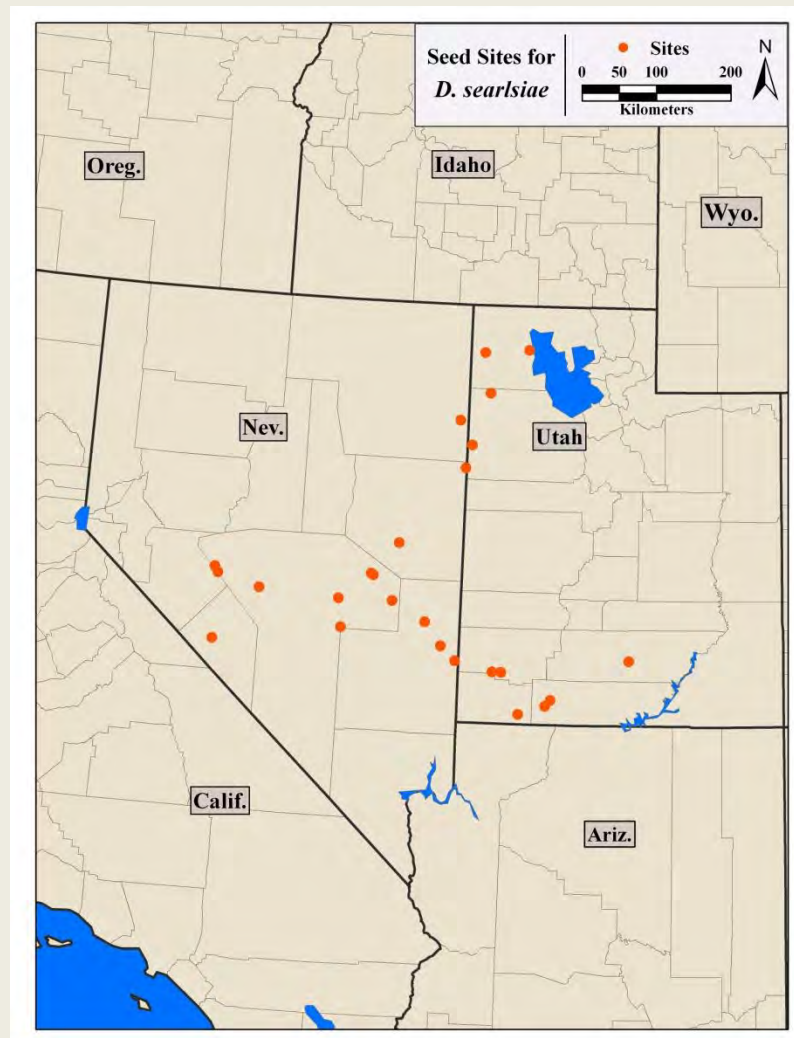 Seed Sites for
D. searlsiae
Sites
0 50 100 200
Kilometers
N
Oreg.
Idaho
Wyo.
Nev.
Utah
Calif.
Ariz.